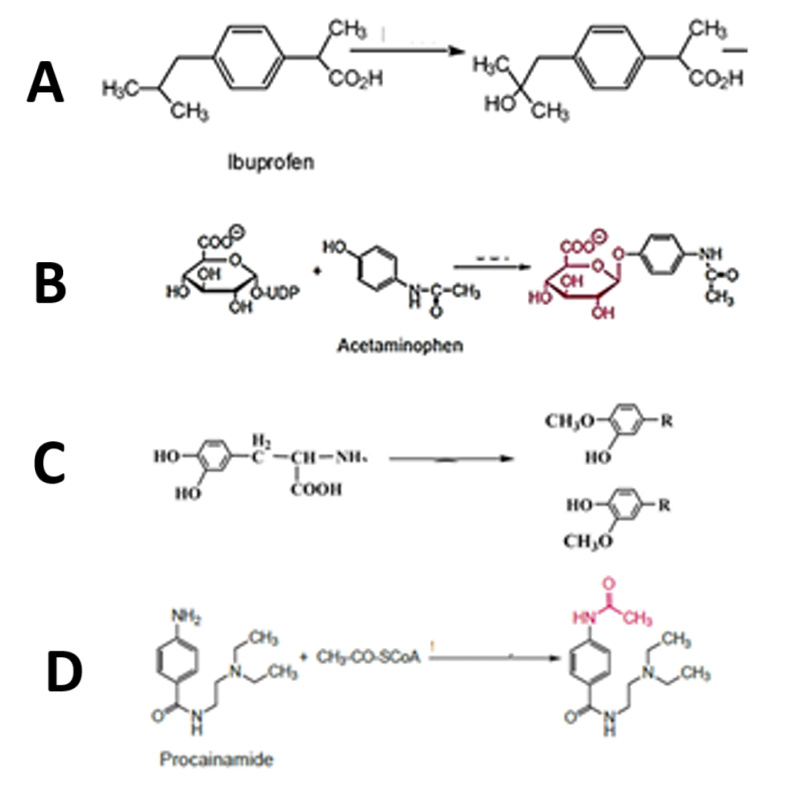 A
CH₃
H₃C
CH₃
CO₂H
H₃C
HO
CH₃
CH₃
CO₂H
Ibuprofen
B
COO⊖
O
OH
HO
OH
O-UDP
+
HO
N
H
C
O
CH₃
COO⊖
O
OH
HO
OH
O
NH
C=O
CH₃
Acetaminophen
C
HO
HO
H₂
C
CH
COOH
CH₃O
R
HO
HO
R
CH₃O
D
NH₂
CH₃
N
CH₃
O
N
H
+ CH₃-CO-SCoA
O
HN
CH₃
CH₃
N
CH₃
O
N
H
Procainamide